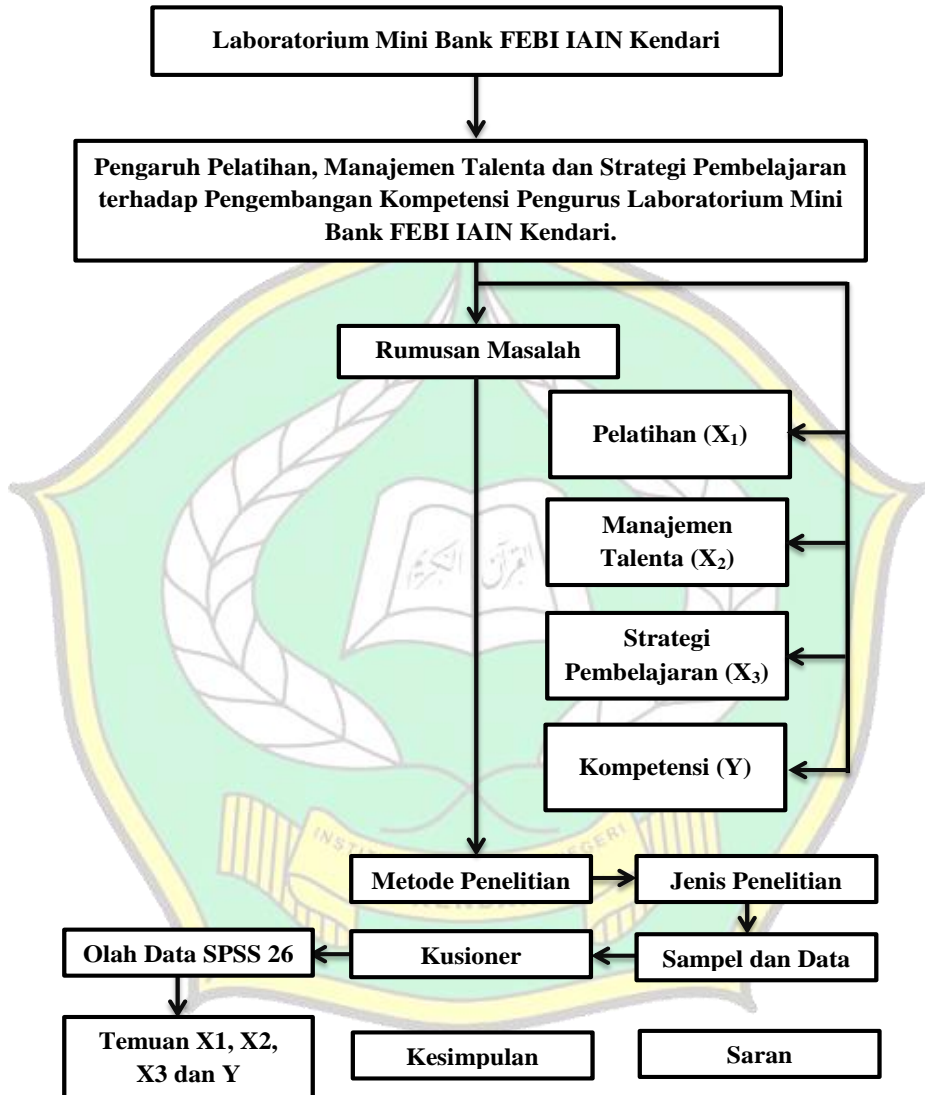 Laboratorium Mini Bank FEBI IAIN Kendari
Pengaruh Pelatihan, Manajemen Talenta dan Strategi Pembelajaran
terhadap Pengembangan Kompetensi Pengurus Laboratorium Mini
Bank FEBI IAIN Kendari.
Rumusan Masalah
Pelatihan (X₁)
Manajemen
Talenta (X₂)
Strategi
Pembelajaran (X₃)
Kompetensi (Y)
Metode Penelitian
Jenis Penelitian
Olah Data SPSS 26
Kusioner
Sampel dan Data
Temuan X1, X2,
X3 dan Y
Kesimpulan
Saran